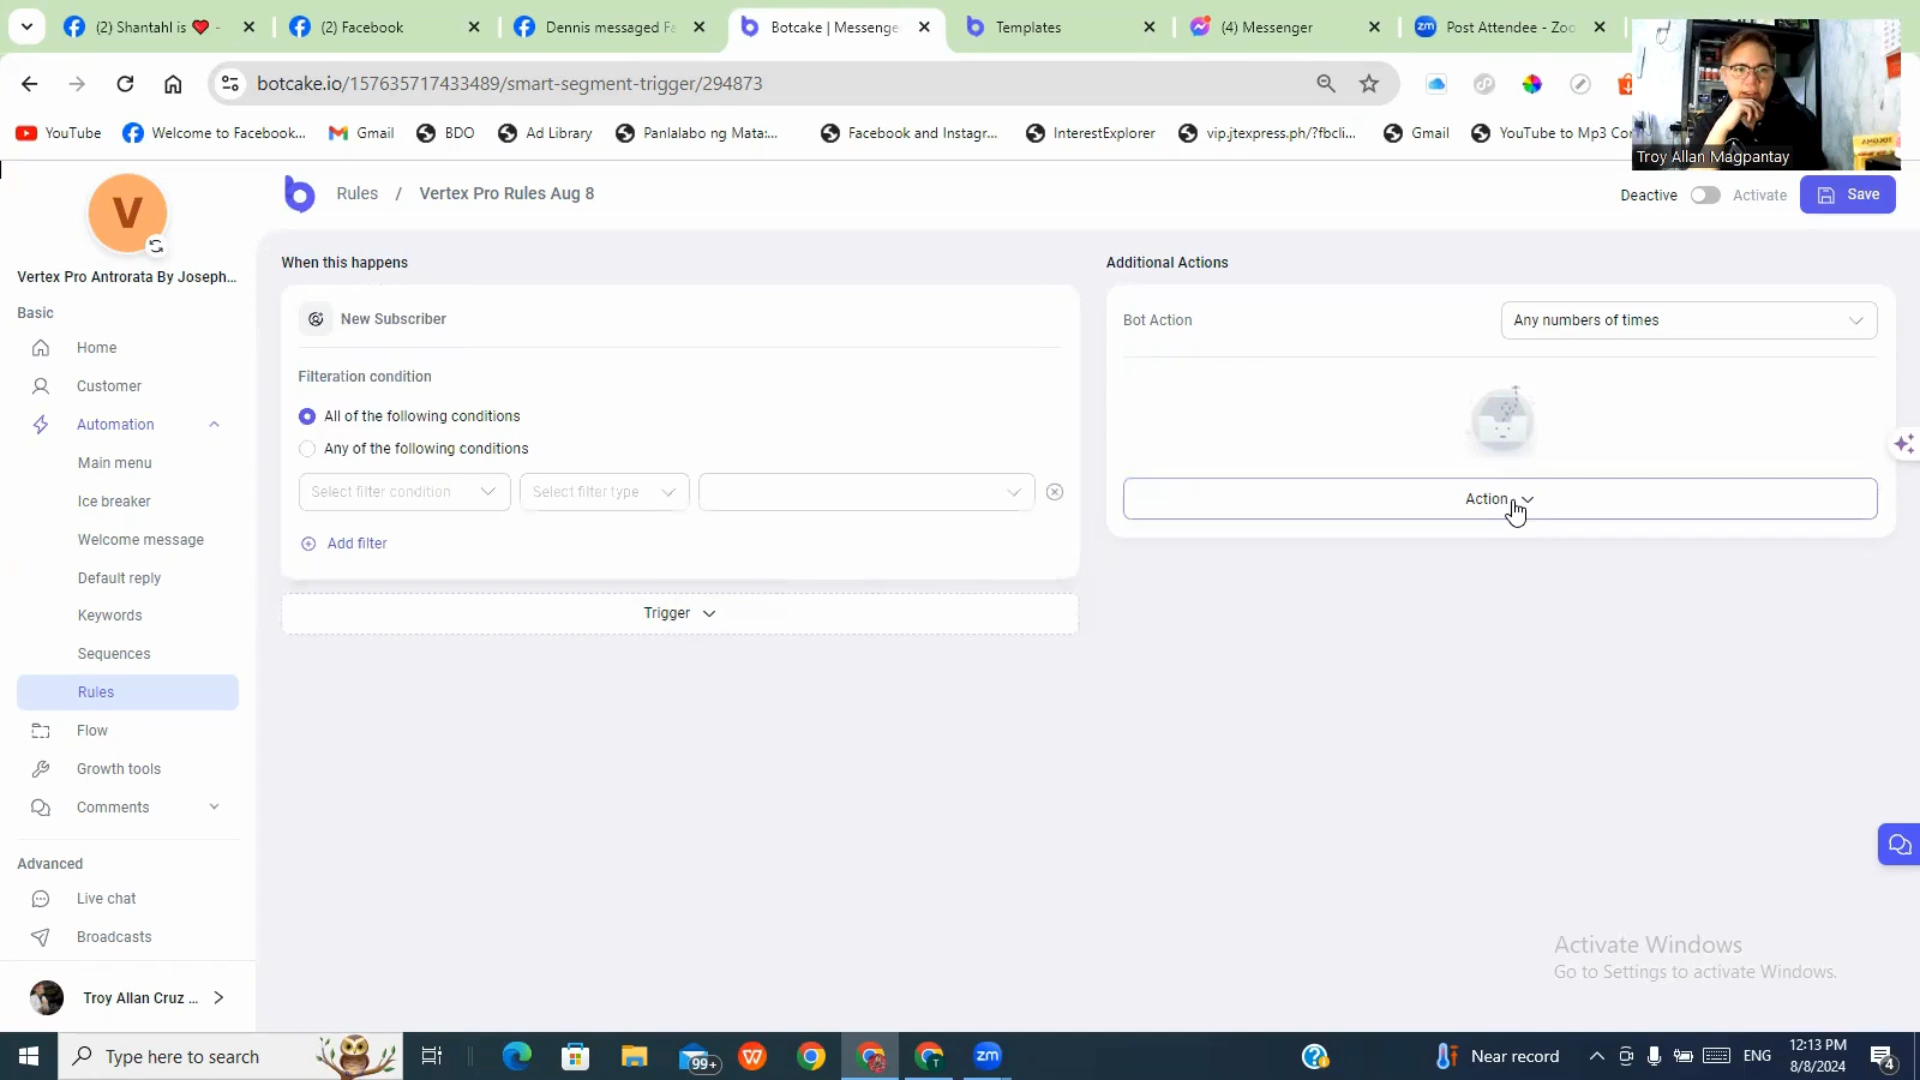 (2) Shantahl is ❤ -
(2) Facebook
Dennis messaged Fa
Botcake | Messenge
Templates
(4) Messenger
Post Attendee - Zoo
botcake.io/157635717433489/smart-segment-trigger/294873
YouTube
Welcome to Facebook...
Gmail
BDO
Ad Library
Panlalabo ng Mata:...
Facebook and Instagr...
InterestExplorer
vip.jtexpress.ph/?fbcli...
Gmail
YouTube to Mp3 Con
Troy Allan Magpantay
V
Vertex Pro Antrorata By Joseph...
Basic
Home
Customer
Automation
Main menu
Ice breaker
Welcome message
Default reply
Keywords
Sequences
Rules
Flow
Growth tools
Comments
Advanced
Live chat
Broadcasts
Troy Allan Cruz ...
Rules / Vertex Pro Rules Aug 8
Deactive
Activate
Save
When this happens
New Subscriber
Filteration condition
All of the following conditions
Any of the following conditions
Select filter condition
Select filter type
Add filter
Trigger
Additional Actions
Bot Action
Any numbers of times
Action
Activate Windows
Go to Settings to activate Windows.
Type here to search
99+
zm
Near record
ENG
12:13 PM
8/8/2024
4